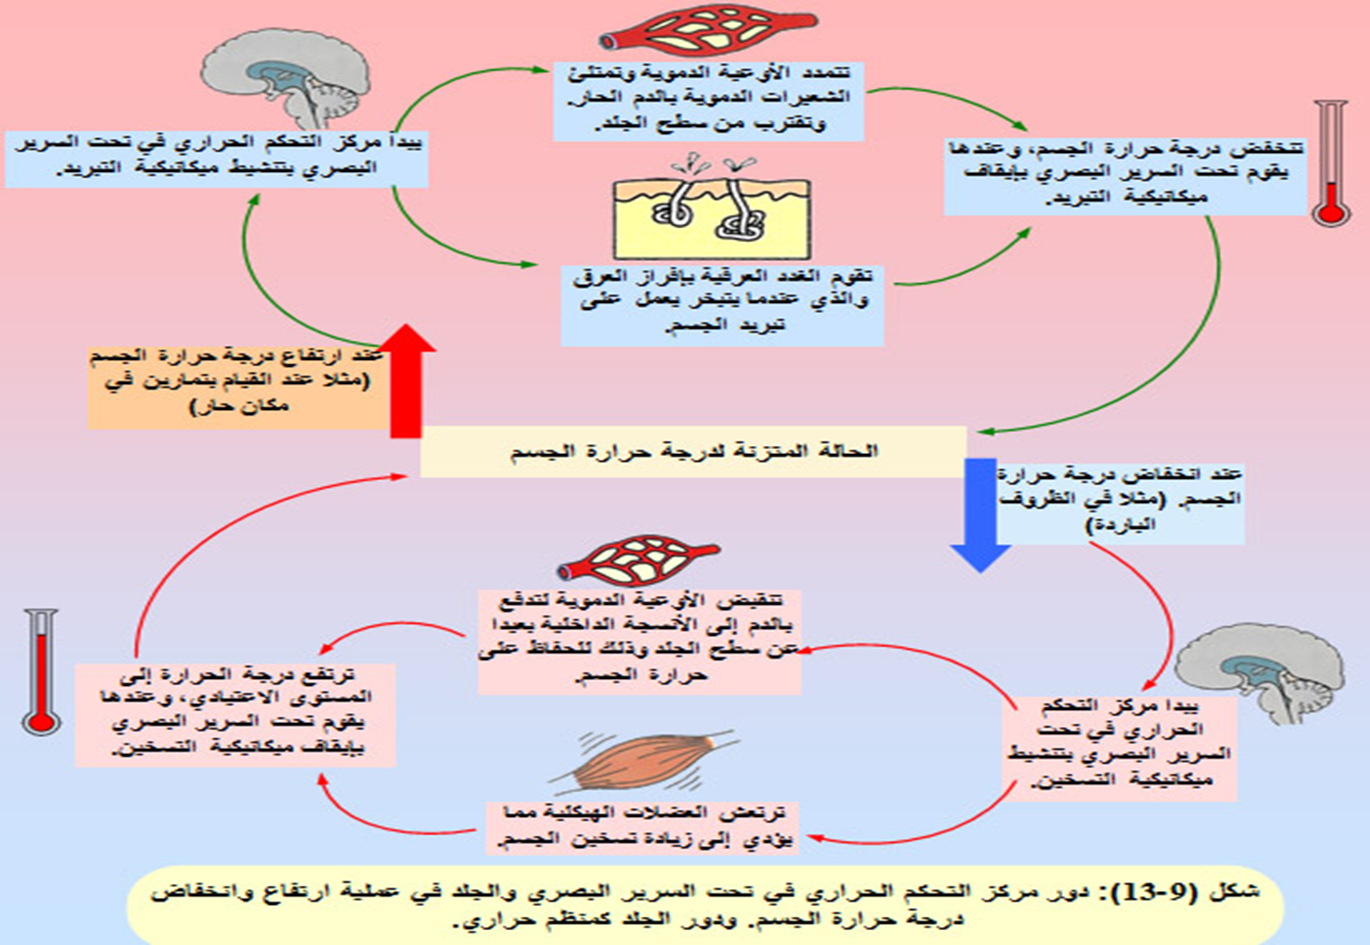 تتمدد الأوعية الدموية وتمتلئ
الشعيرات الدموية بالدم الحار.
وتقترب من سطح الجلد.
يبدأ مركز التحكم الحراري في تحت السرير
البصري بتنشيط ميكانيكية التبريد.
تنخفض درجة حرارة الجسم، وعندها
يقوم تحت السرير البصري بإيقاف
ميكانيكية التبريد.
تقوم الغدد العرقية بإفراز العرق
والذي عندما يتبخر يعمل على
تبريد الجسم.
عند ارتفاع درجة حرارة الجسم
(مثلا عند القيام بتمارين في
مكان حار)
الحالة المتزنة لدرجة حرارة الجسم
عند انخفاض درجة حرارة
الجسم. (مثلا في الظروف
الباردة)
تنقبض الأوعية الدموية لتدفع
بالدم إلى الأنسجة الداخلية بعيدا
عن سطح الجلد وذلك للحفاظ على
حرارة الجسم.
ترتفع درجة الحرارة إلى
المستوى الاعتيادي، وعندها
يقوم تحت السرير البصري
بإيقاف ميكانيكية التسخين.
يبدا مركز التحكم
الحراري في تحت
السرير البصري بتنشيط
ميكانيكية التسخين.
ترتعش العضلات الهيكلية مما
يؤدي إلى زيادة تسخين الجسم.
شكل (9-13): دور مركز التحكم الحراري في تحت السرير البصري والجلد في عملية ارتفاع وانخفاض
درجة حرارة الجسم. ودور الجلد كمنظم حراري.